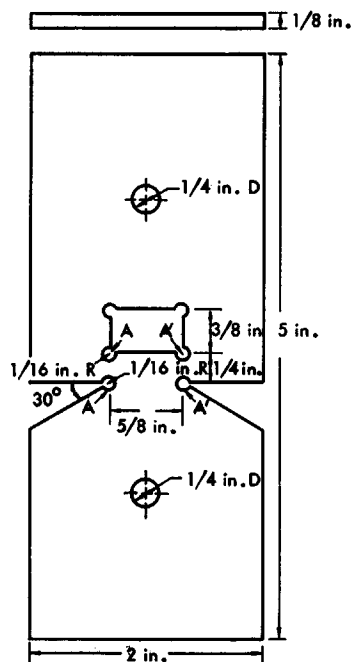 1/8 in.
1/4 in. D
A A'
3/8 in 5 in.
1/16 in. R 1/16 in. R 1/4 in.
30°
A A'
5/8 in.
1/4 in. D
2 in.